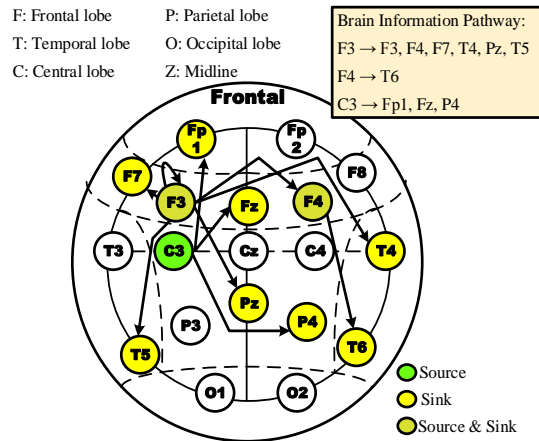 F: Frontal lobe P: Parietal lobe
T: Temporal lobe O: Occipital lobe
C: Central lobe Z: Midline
Brain Information Pathway:
F3 → F3, F4, F7, T4, Pz, T5
F4 → T6
C3 → Fp1, Fz, P4
Frontal
Fp
1
Fp
2
F7
F8
F3
Fz
F4
T3
C3
Cz
C4
T4
Pz
P3
P4
T5
T6
O1
O2
Source
Sink
Source & Sink